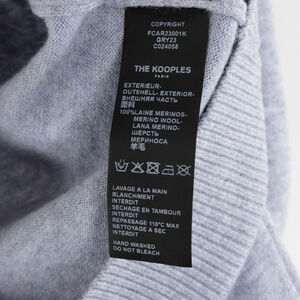 COPYRIGHT
FCAR23001K
GRY23
C024058
THE KOOPLES
PARIS
EXTERIEUR-
OUTSHELL- EXTERIOR-
ВНЕШНЯЯ ЧАСТЬ
面料
100%LAINE MERINOS-
MERINO WOOL-
LANA MERINO-
ШЕРСТЬ
МЕРИНОСА
羊毛
LAVAGE A LA MAIN
BLANCHIMENT
INTERDIT
SECHAGE EN TAMBOUR
INTERDIT
REPASSAGE 110°C MAX
NETTOYAGE A SEC
INTERDIT
HAND WASHED
DO NOT BLEACH